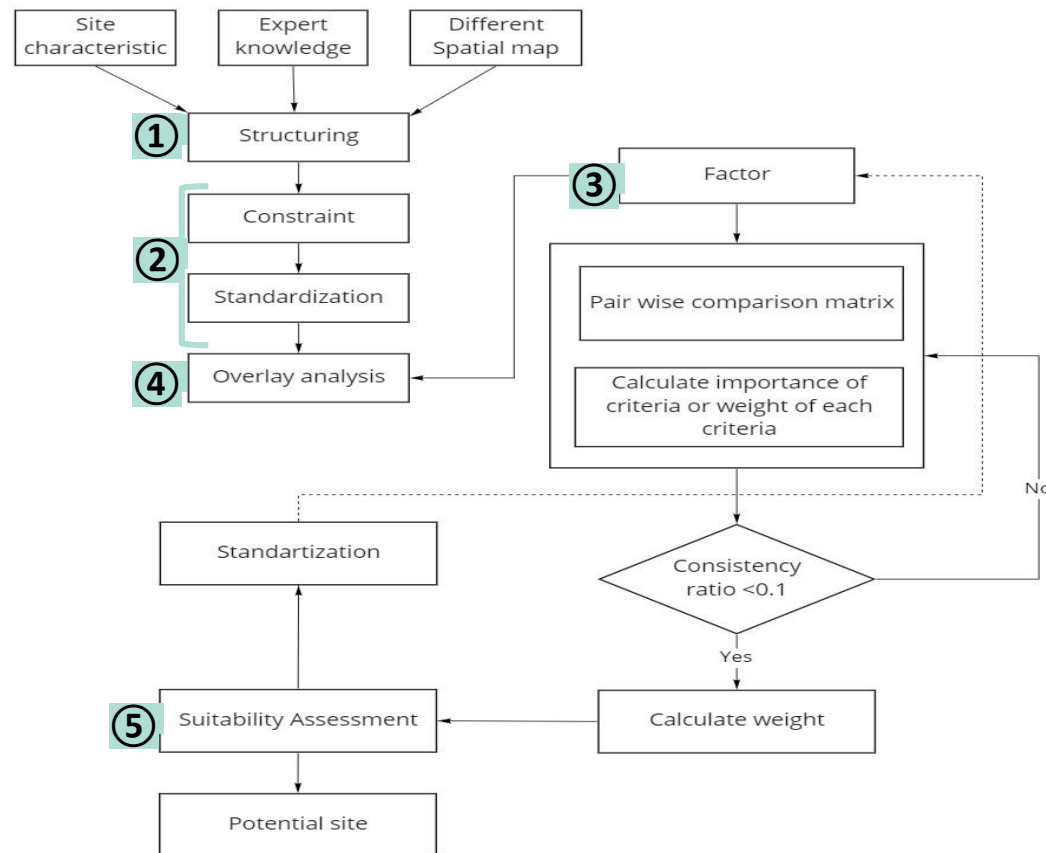 Site
characteristic
Expert
knowledge
Different
Spatial map
1
Structuring
3
Factor
2
Constraint
Standardization
Pair wise comparison matrix
4
Overlay analysis
Calculate importance of
criteria or weight of each
criteria
No
Standartization
Consistency
ratio <0.1
Yes
5
Suitability Assessment
Calculate weight
Potential site